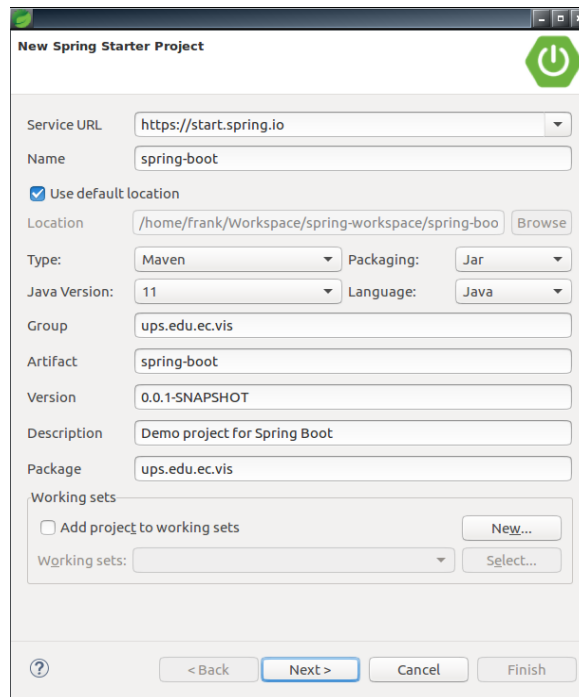 New Spring Starter Project
Service URL https://start.spring.io
Name spring-boot
Use default location
Location /home/frank/Workspace/spring-workspace/spring-boo Browse
Type: Maven Packaging: Jar
Java Version: 11 Language: Java
Group ups.edu.ec.vis
Artifact spring-boot
Version 0.0.1-SNAPSHOT
Description Demo project for Spring Boot
Package ups.edu.ec.vis
Working sets
Add project to working sets New...
Working sets: Select...
? < Back Next > Cancel Finish